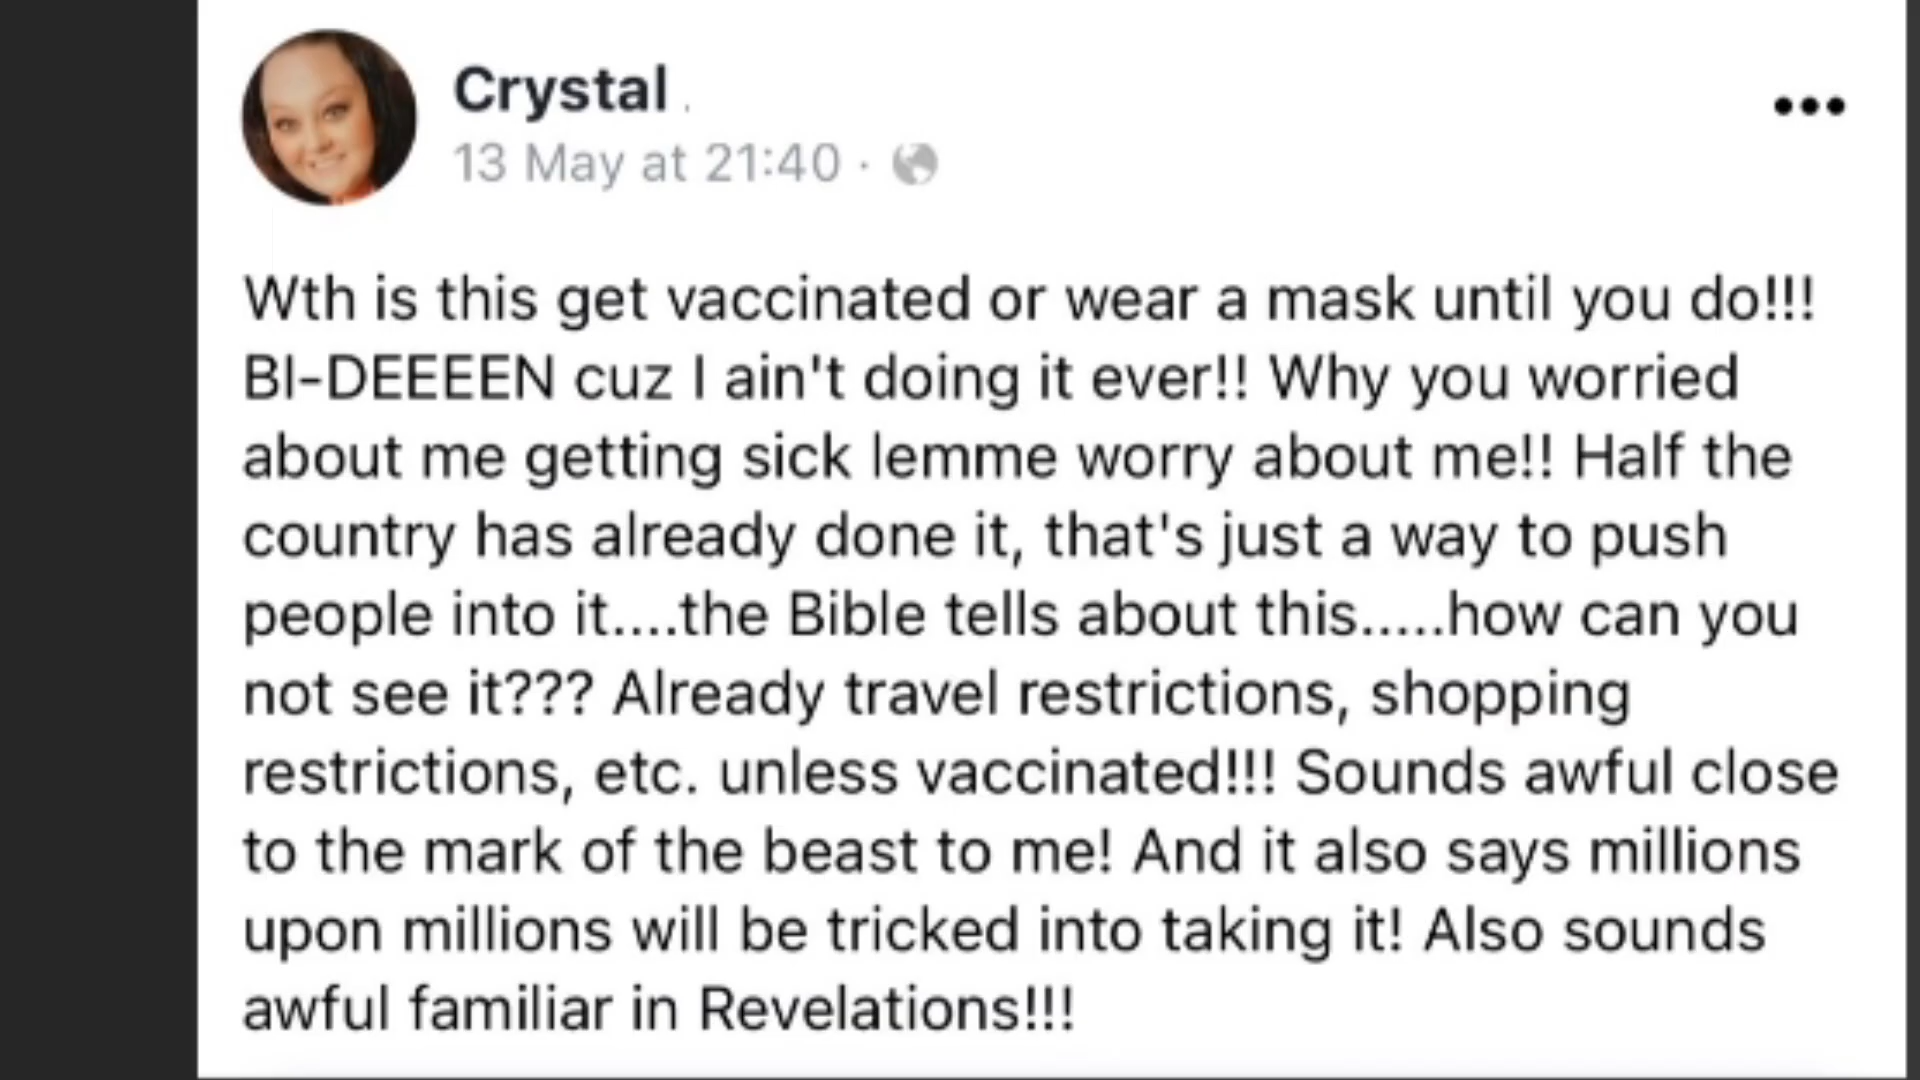 Crystal
13 May at 21:40 ·
Wth is this get vaccinated or wear a mask until you do!!!
BI-DEEEEN cuz I ain't doing it ever!! Why you worried
about me getting sick lemme worry about me!! Half the
country has already done it, that's just a way to push
people into it....the Bible tells about this.....how can you
not see it??? Already travel restrictions, shopping
restrictions, etc. unless vaccinated!!! Sounds awful close
to the mark of the beast to me! And it also says millions
upon millions will be tricked into taking it! Also sounds
awful familiar in Revelations!!!